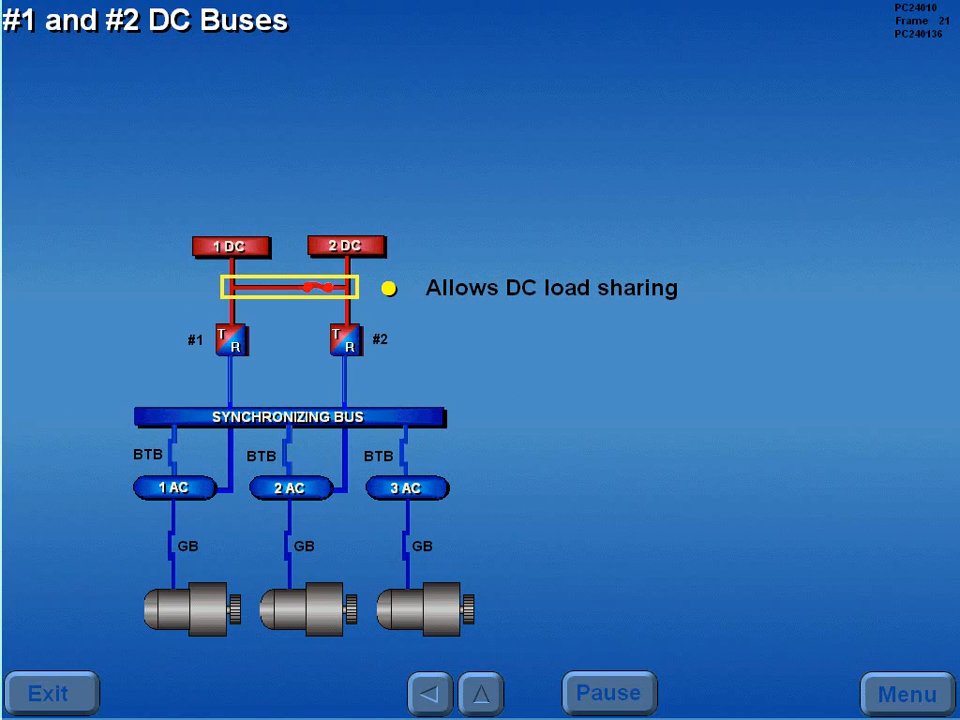 #1 and #2 DC Buses
PC24010
Frame 21
PC240136
1 DC
2 DC
Allows DC load sharing
#1
T
R
T
R
#2
SYNCHRONIZING BUS
BTB
BTB
BTB
1 AC
2 AC
3 AC
GB
GB
GB
Exit
Pause
Menu